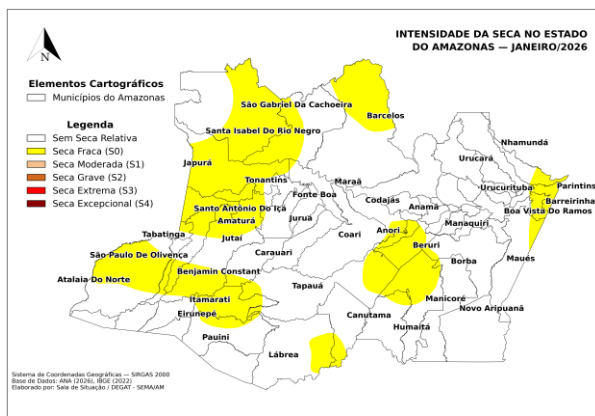 INTENSIDADE DA SECA NO ESTADO
DO AMAZONAS — JANEIRO/2026
N
Elementos Cartográficos
Municípios do Amazonas
Legenda
Sem Seca Relativa
Seca Fraca (S0)
Seca Moderada (S1)
Seca Grave (S2)
Seca Extrema (S3)
Seca Excepcional (S4)
São Gabriel Da Cachoeira
Barcelos
Santa Isabel Do Rio Negro
Nhamundá
Japurá
Urucará
Tonantins
Maraã
Urucurituba
Parintins
Fonte Boa
Codajás
Barreirinha
Santo Antônio Do Içá
Anamã
Boa Vista Do Ramos
Amaturá
Juruá
Manaquiri
Tabatinga
Jutaí
Coari
Anori
Beruri
São Paulo De Olivença
Carauari
Borba
Maués
Atalaia Do Norte
Benjamin Constant
Tapauá
Itamarati
Manicoré
Eirunepé
Canutama
Novo Aripuanã
Pauini
Humaitá
Lábrea
Sistema de Coordenadas Geográficas — SIRGAS 2000
Base de Dados: ANA (2026), IBGE (2022)
Elaborado por: Sala de Situação / DEGAT - SEMA/AM